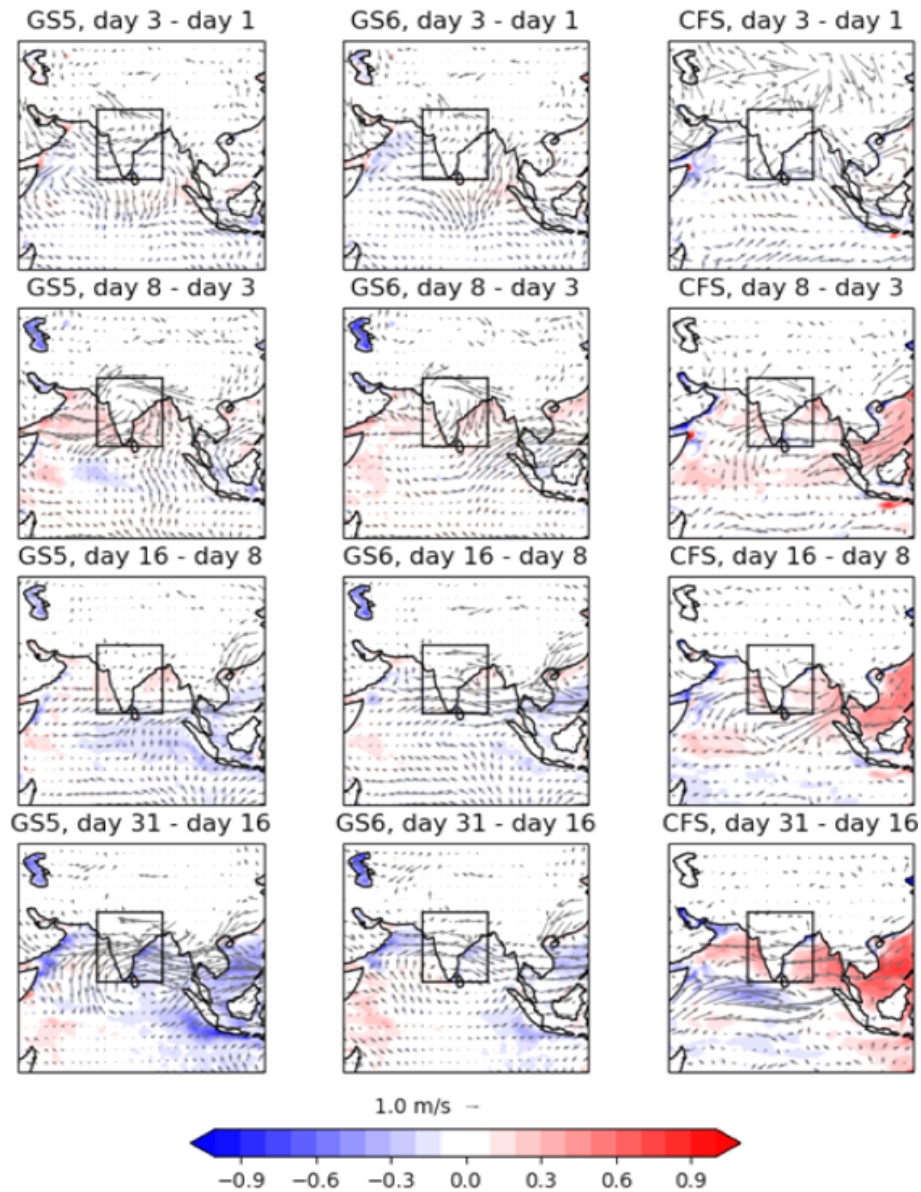 GS5, day 3 - day 1 GS6, day 3 - day 1 CFS, day 3 - day 1
GS5, day 8 - day 3 GS6, day 8 - day 3 CFS, day 8 - day 3
GS5, day 16 - day 8 GS6, day 16 - day 8 CFS, day 16 - day 8
GS5, day 31 - day 16 GS6, day 31 - day 16 CFS, day 31 - day 16
1.0 m/s
−0.9 −0.6 −0.3 0.0 0.3 0.6 0.9